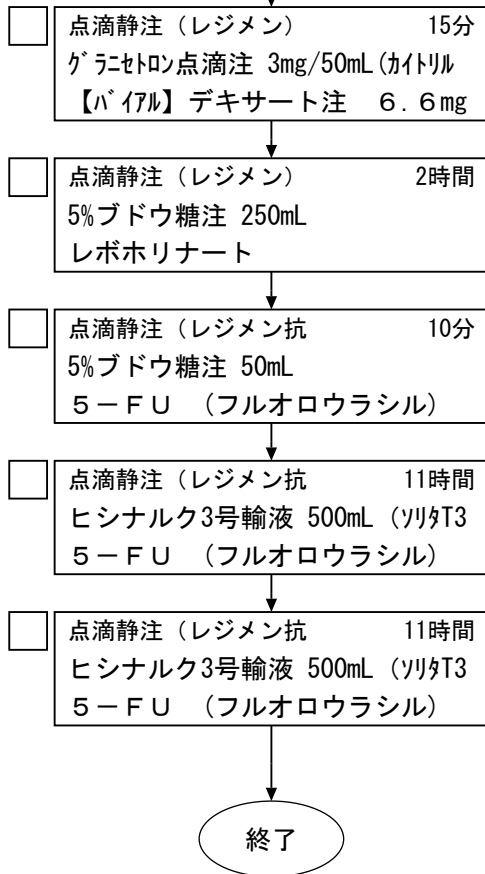 点滴静注（レジメン） 15分
グラニセトロン点滴注 3mg/50mL(カイトリル
【バイアル】デキサート注 ６.６mg
点滴静注（レジメン） 2時間
5%ブドウ糖注 250mL
レボホリナート
点滴静注（レジメン抗 10分
5%ブドウ糖注 50mL
５－ＦＵ （フルオロウラシル）
点滴静注（レジメン抗 11時間
ヒシナルク3号輸液 500mL（ソリタT3
５－ＦＵ （フルオロウラシル）
点滴静注（レジメン抗 11時間
ヒシナルク3号輸液 500mL（ソリタT3
５－ＦＵ （フルオロウラシル）
終了